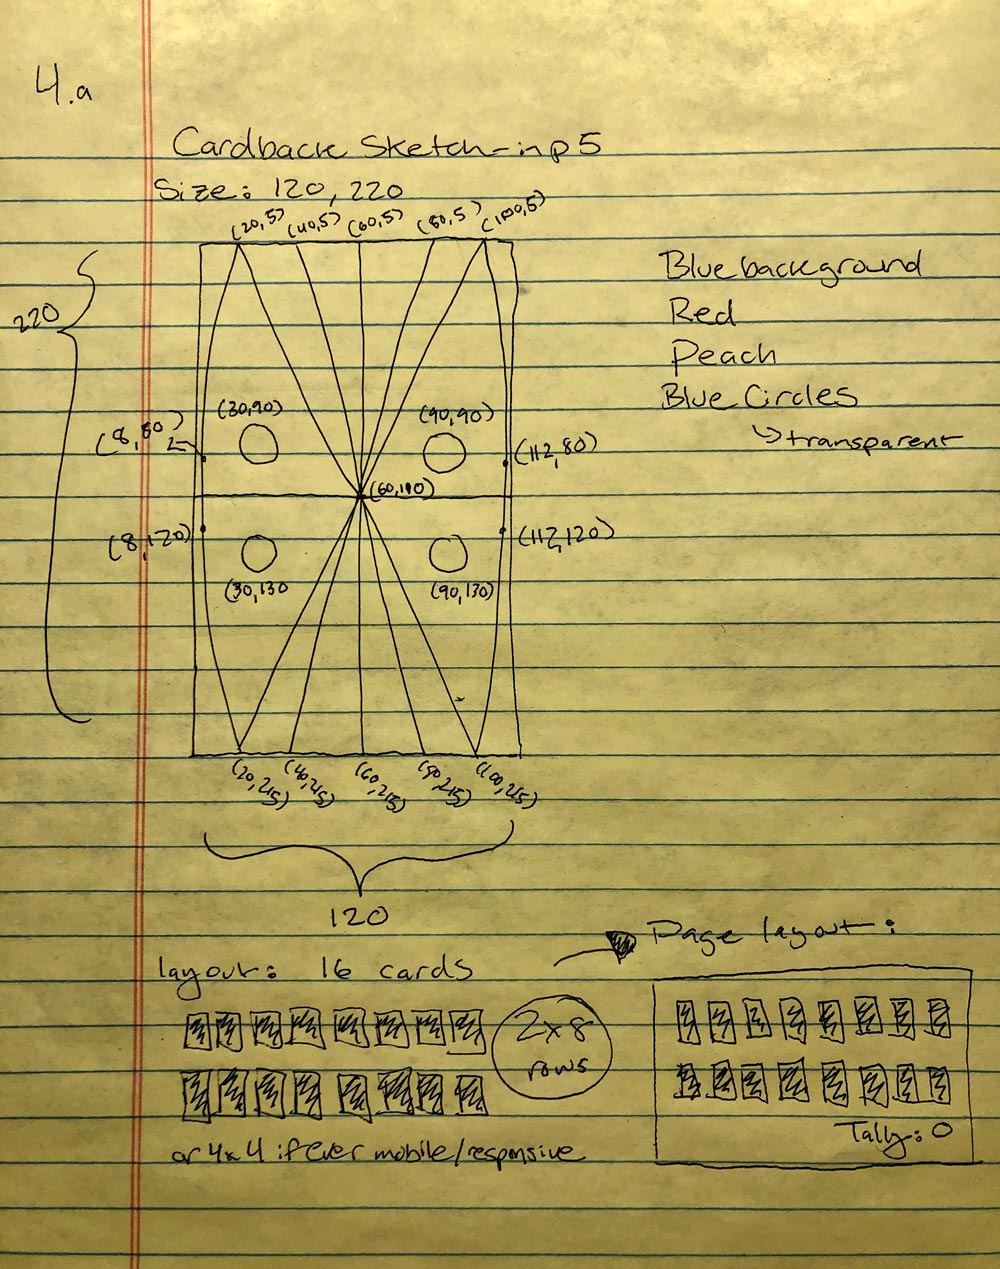 4.a
Cardback Sketch - in p5
Size: 120, 220
(20,5) (40,5) (60,5) (80,5) (100,5)
220
Blue background
Red
Peach
Blue Circles
↳ transparent
(30,90) (90,90)
(8,80) (112,80)
(60,110)
(8,120) (112,120)
(30,130 (90,130)
(20,215) (40,215) (60,215) (80,215) (100,215)
120
Page layout:
layout: 16 cards
2x8
rows
Tally: 0
or 4x4 if ever mobile/responsive